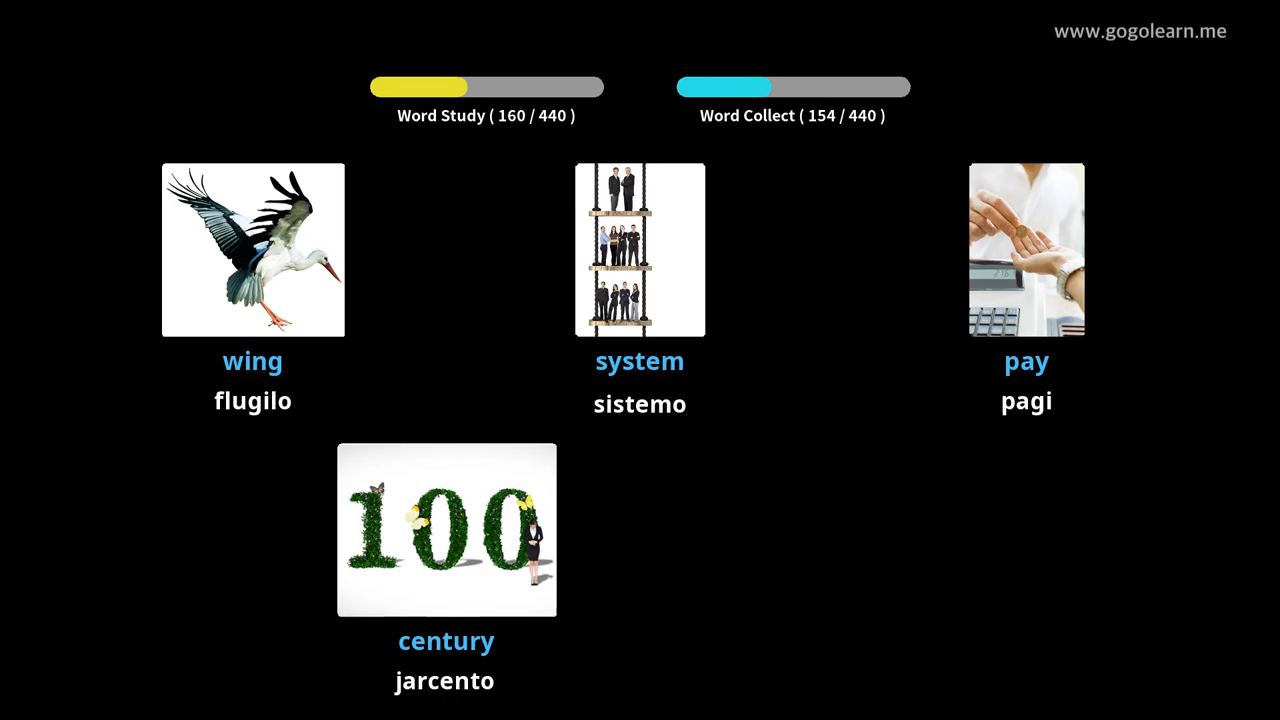 www.gogolearn.me
Word Study ( 160 / 440 )
Word Collect ( 154 / 440 )
wing
flugilo
system
sistemo
pay
pagi
100
century
jarcento